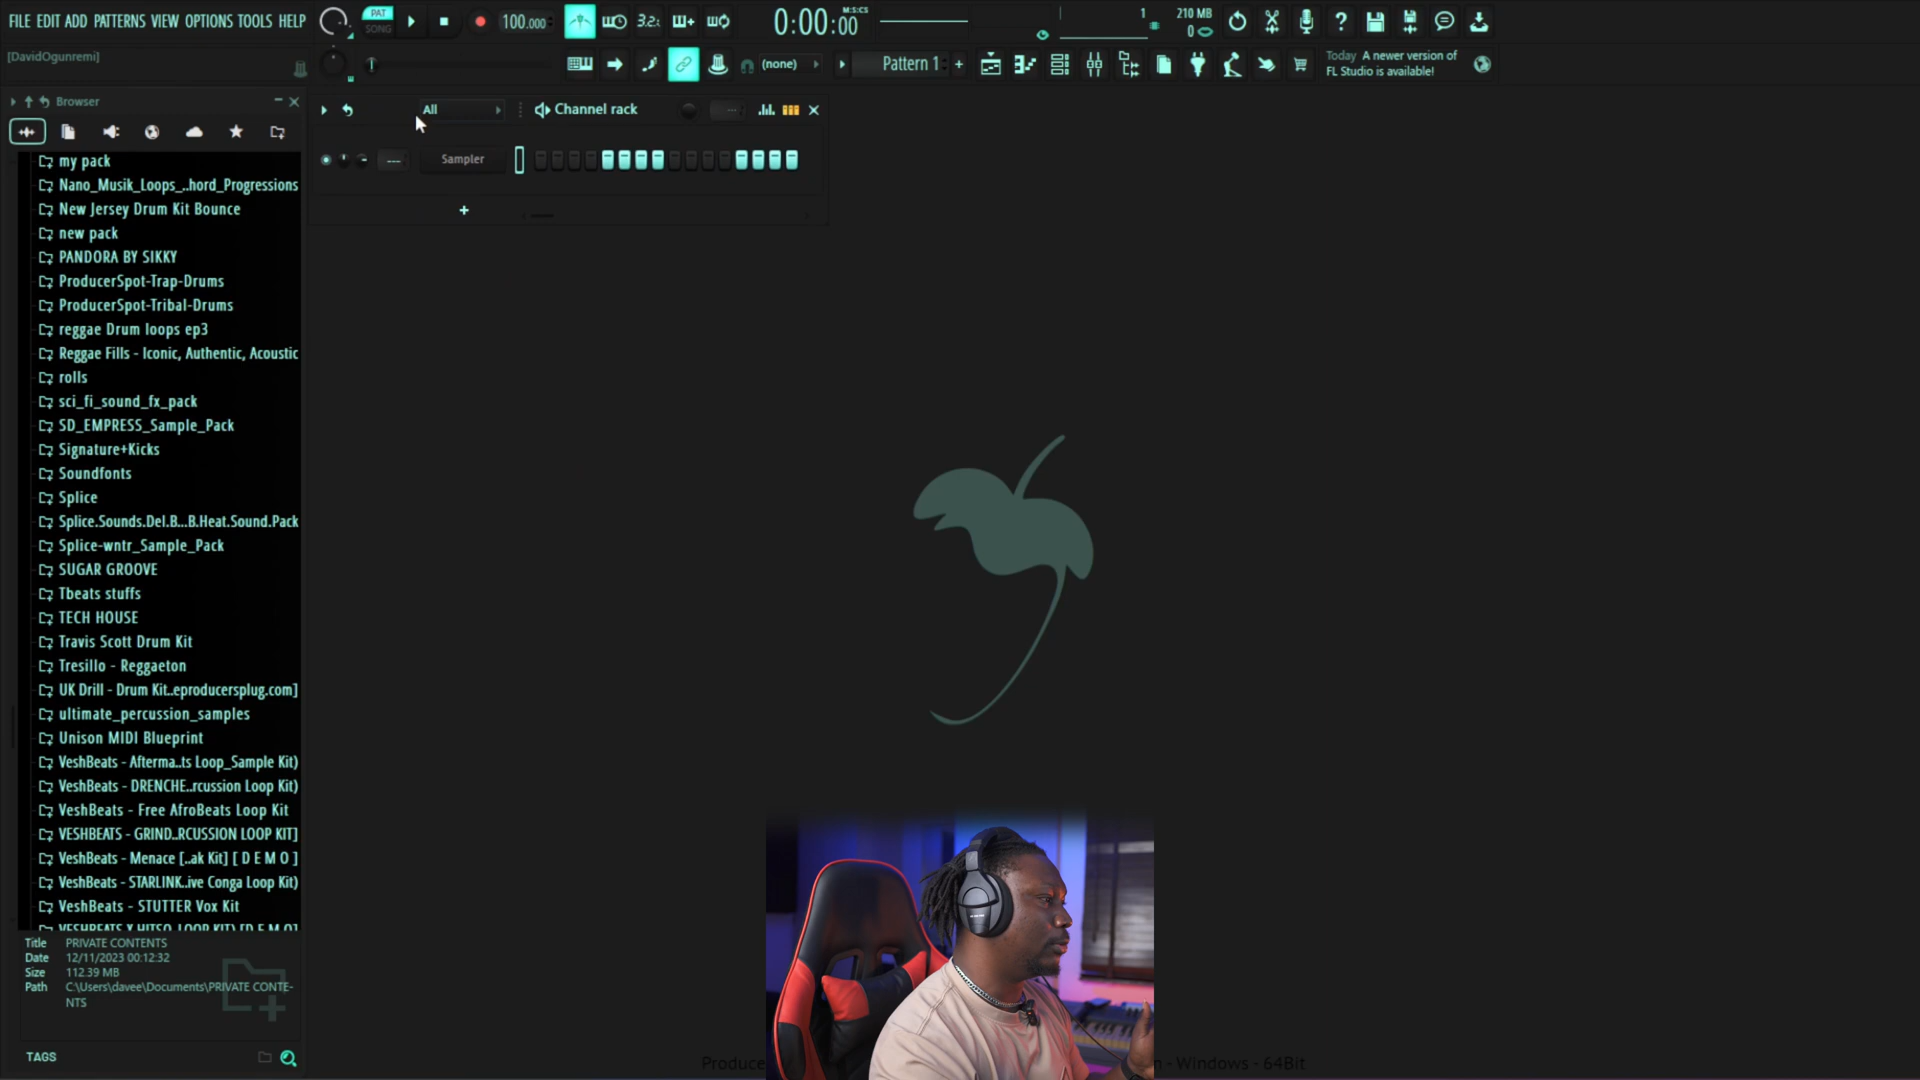 FILE EDIT ADD PATTERNS VIEW OPTIONS TOOLS HELP
PAT
SONG
100.000
3.2.
0:00:00
M:S:CS
1
210 MB
0
[DavidOgunremi]
(none)
Pattern 1
Today A newer version of
FL Studio is available!
Browser
All
Channel rack
Sampler
my pack
Nano_Musik_Loops_..hord_Progressions
New Jersey Drum Kit Bounce
new pack
PANDORA BY SIKKY
ProducerSpot-Trap-Drums
ProducerSpot-Tribal-Drums
reggae Drum loops ep3
Reggae Fills - Iconic, Authentic, Acoustic
rolls
sci_fi_sound_fx_pack
SD_EMPRESS_Sample_Pack
Signature+Kicks
Soundfonts
Splice
Splice.Sounds.Del.B...B.Heat.Sound.Pack
Splice-wntr_Sample_Pack
SUGAR GROOVE
Tbeats stuffs
TECH HOUSE
Travis Scott Drum Kit
Tresillo - Reggaeton
UK Drill - Drum Kit..eproducersplug.com]
ultimate_percussion_samples
Unison MIDI Blueprint
VeshBeats - Afterma..ts Loop_Sample Kit)
VeshBeats - DRENCHE..rcussion Loop Kit)
VeshBeats - Free AfroBeats Loop Kit
VESHBEATS - GRIND..RCUSSION LOOP KIT]
VeshBeats - Menace [..ak Kit] [ D E M O ]
VeshBeats - STARLINK..ive Conga Loop Kit)
VeshBeats - STUTTER Vox Kit
Title PRIVATE CONTENTS
Date 12/11/2023 00:12:32
Size 112.39 MB
Path C:\Users\davee\Documents\PRIVATE CONTE-
NTS
TAGS
- Windows - 64Bit